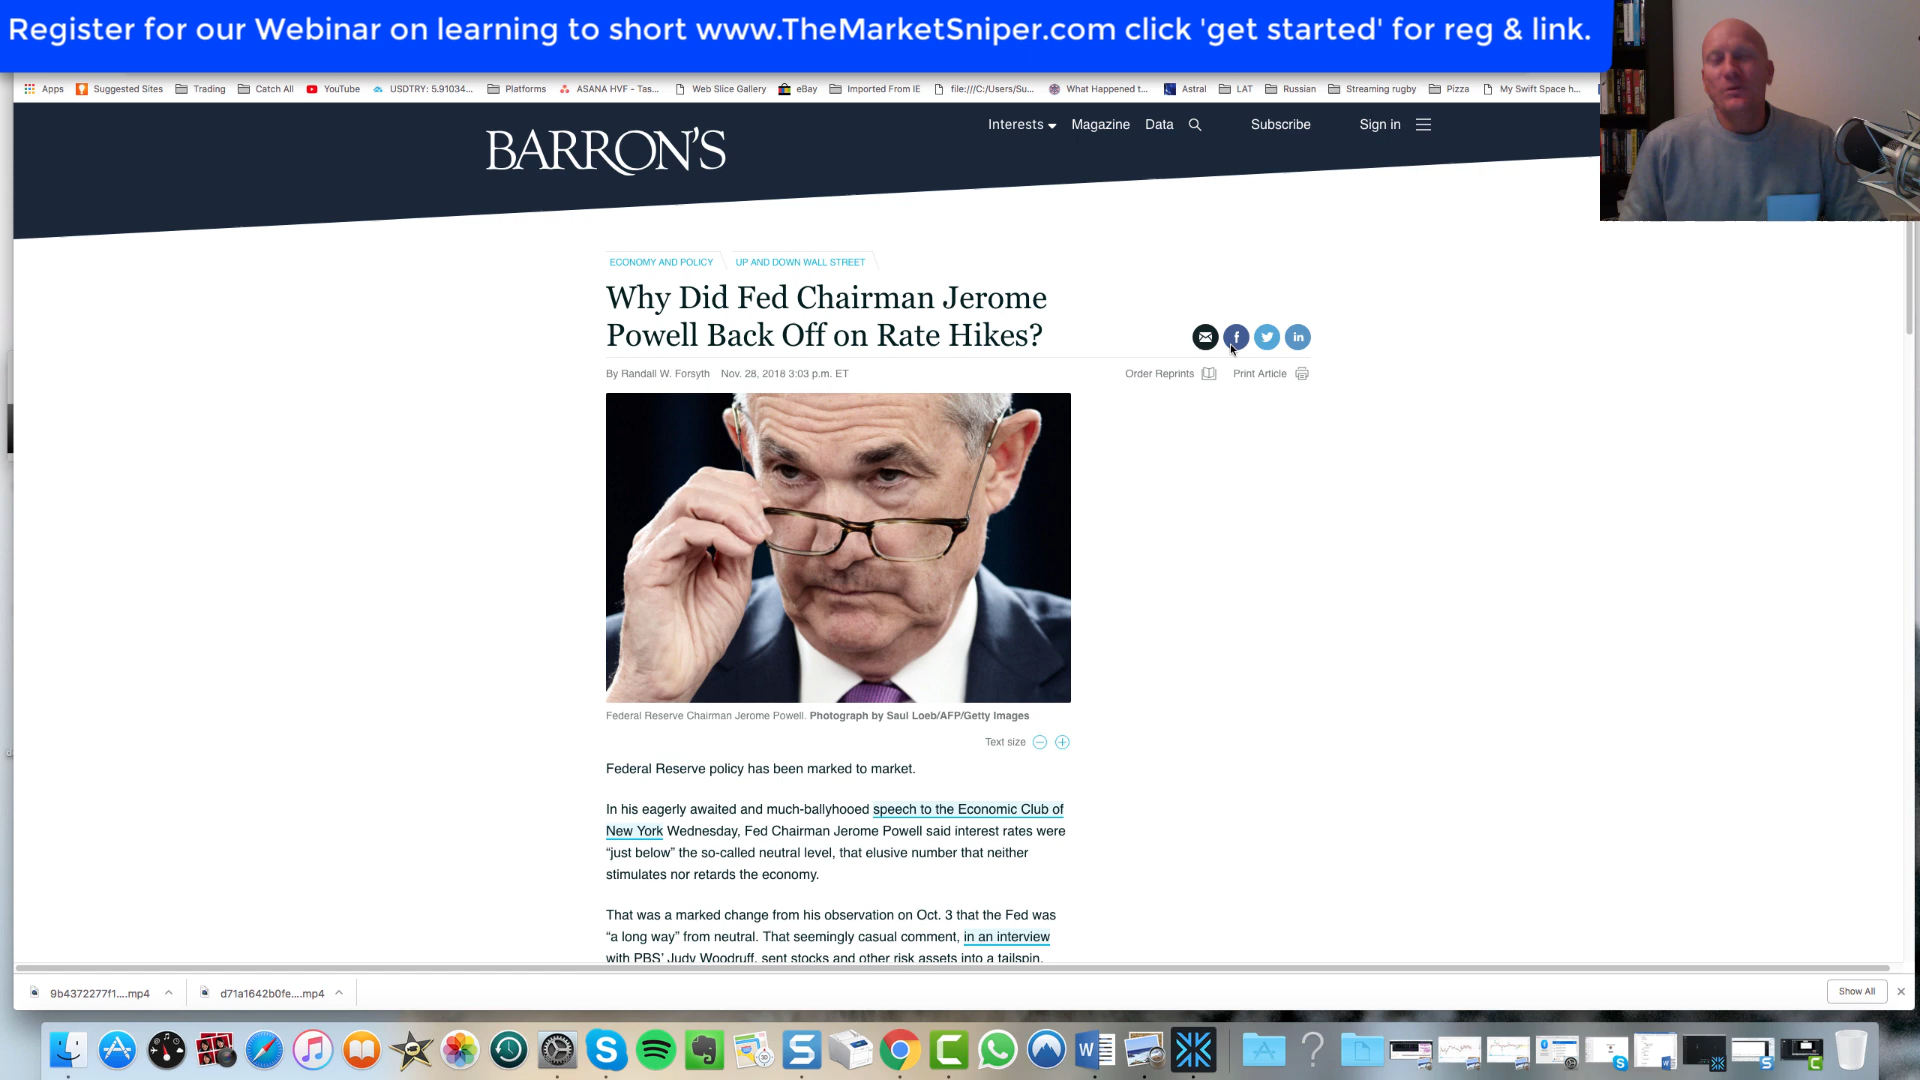 Register for our Webinar on learning to short www.TheMarketSniper.com click 'get started' for reg & link.
Apps Suggested Sites Trading Catch All YouTube USDTRY: 5.91034... Platforms ASANA HVF - Tas... Web Slice Gallery eBay Imported From IE file:///C:/Users/Su... What Happened t... Astral LAT Russian Streaming rugby Pizza My Swift Space h...
BARRON'S
Interests Magazine Data Subscribe Sign in
ECONOMY AND POLICY UP AND DOWN WALL STREET
Why Did Fed Chairman Jerome
Powell Back Off on Rate Hikes?
By Randall W. Forsyth Nov. 28, 2018 3:03 p.m. ET
Order Reprints Print Article
Federal Reserve Chairman Jerome Powell. Photograph by Saul Loeb/AFP/Getty Images
Text size
Federal Reserve policy has been marked to market.
In his eagerly awaited and much-ballyhooed speech to the Economic Club of
New York Wednesday, Fed Chairman Jerome Powell said interest rates were
“just below” the so-called neutral level, that elusive number that neither
stimulates nor retards the economy.
That was a marked change from his observation on Oct. 3 that the Fed was
“a long way” from neutral. That seemingly casual comment, in an interview
with PBS’ Judy Woodruff, sent stocks and other risk assets into a tailspin.
9b4372277f1....mp4 d71a1642b0fe....mp4 Show All